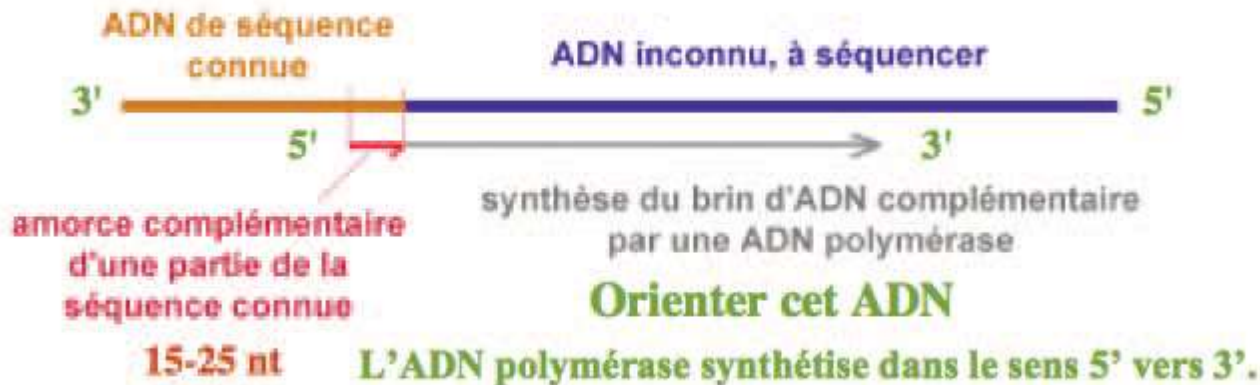 ADN de séquence
connue
ADN inconnu, à séquencer
3'
5'
5'
3'
amorce complémentaire
d'une partie de la
séquence connue
synthèse du brin d'ADN complémentaire
par une ADN polymérase
Orienter cet ADN
15-25 nt
L'ADN polymérase synthétise dans le sens 5' vers 3'.